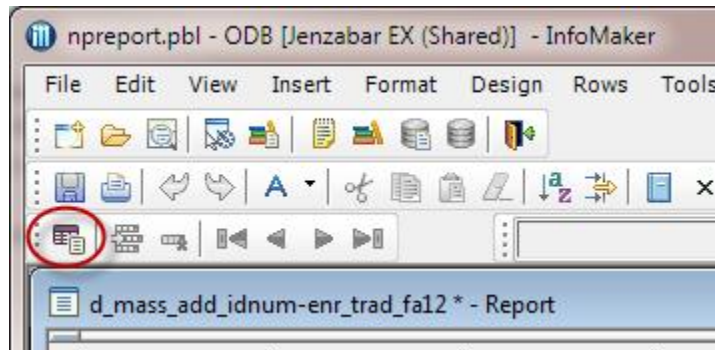 npreport.pbl - ODB [Jenzabar EX (Shared)] - InfoMaker
File Edit View Insert Format Design Rows Tools
A
a z
d_mass_add_idnum-enr_trad_fa12 * - Report